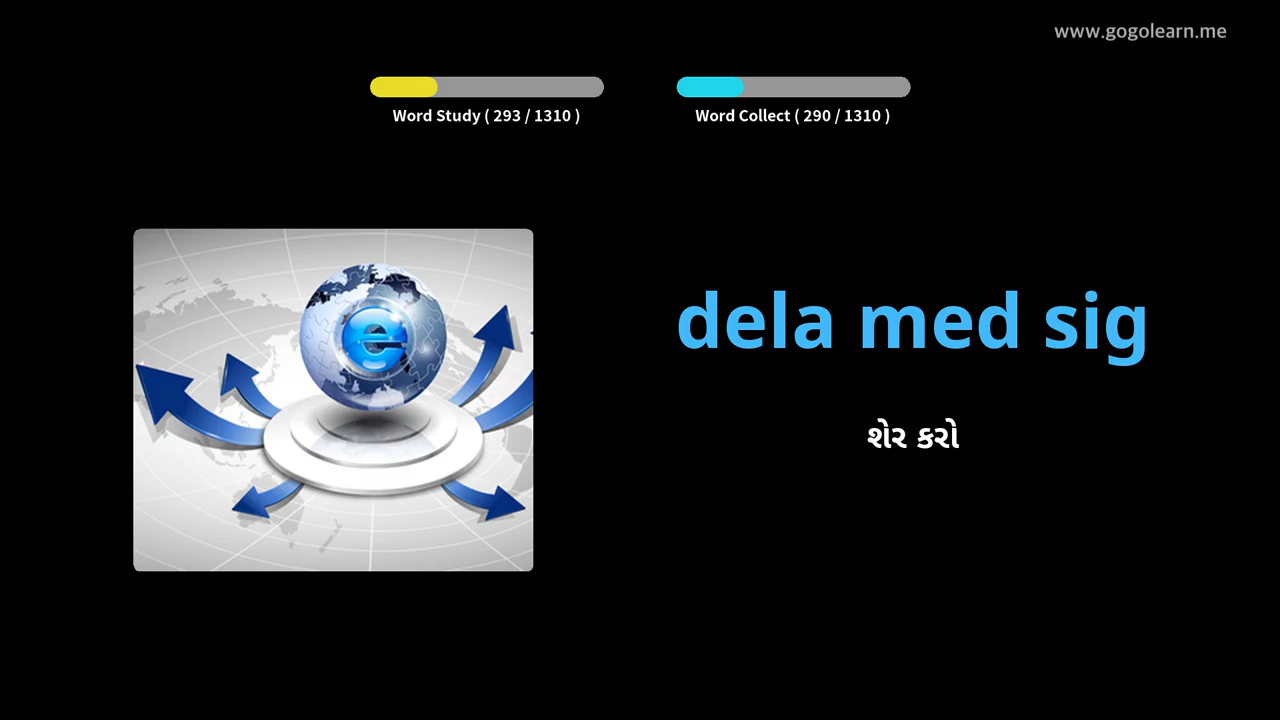 www.gogolearn.me
Word Study ( 293 / 1310 )
Word Collect ( 290 / 1310 )
e
dela med sig
શેર કરો